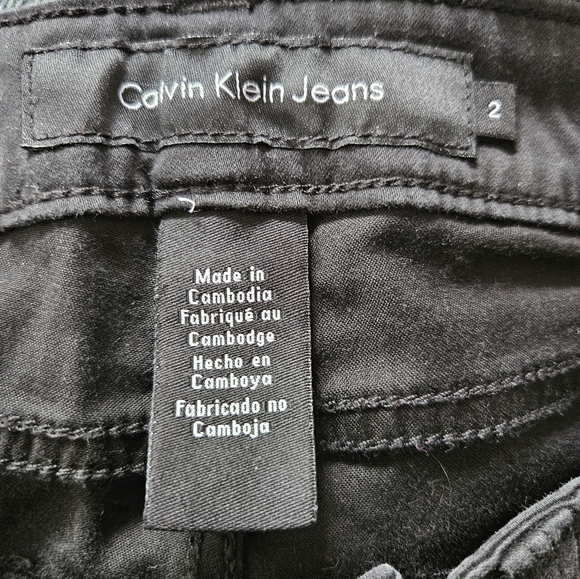 Calvin Klein Jeans
2
Made in
Cambodia
Fabriqué au
Cambodge
Hecho en
Camboya
Fabricado no
Camboja